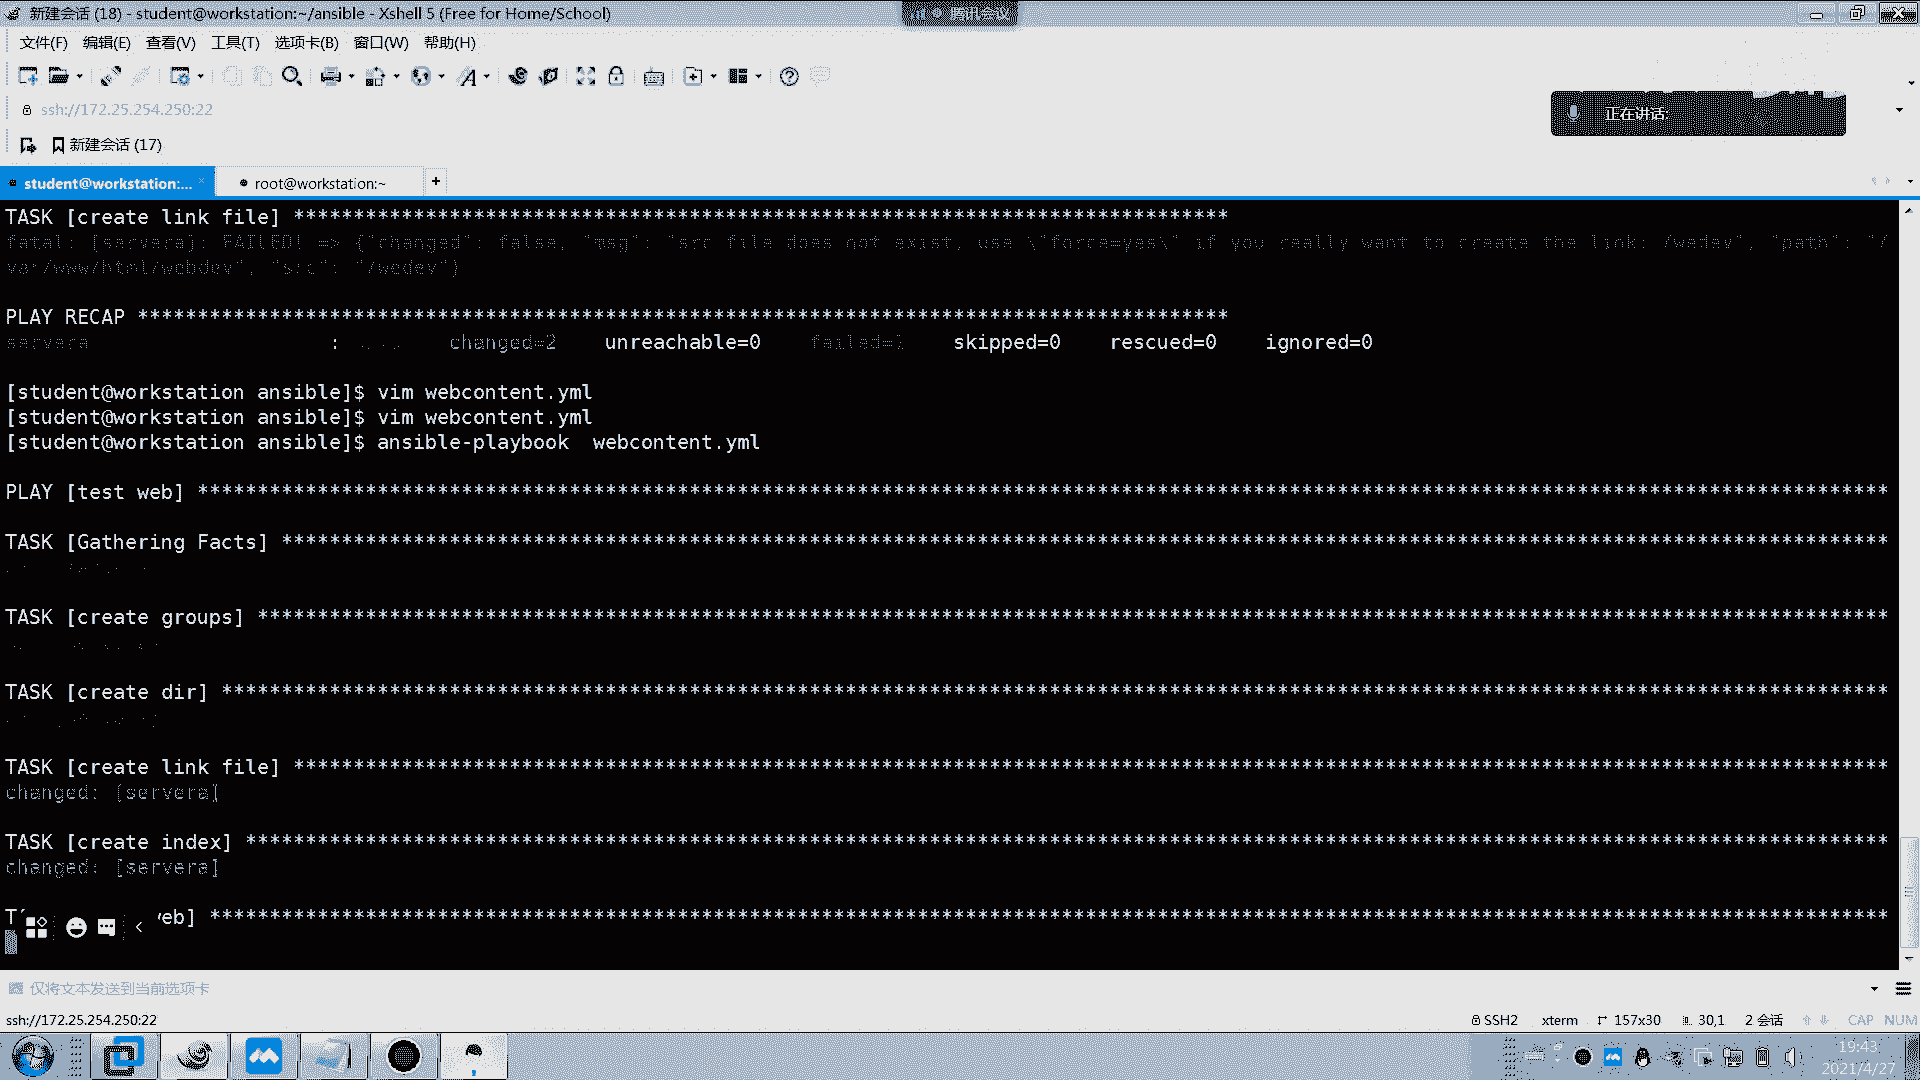 新建会话 (18) - student@workstation:~/ansible - Xshell 5 (Free for Home/School)
腾讯会议
文件(F) 编辑(E) 查看(V) 工具(T) 选项卡(B) 窗口(W) 帮助(H)
ssh://172.25.254.250:22
正在讲话:
新建会话 (17)
student@workstation:... × root@workstation:~ +
TASK [create link file] ******************************************************************************
fatal: [servera]: FAILED! => {"changed": false, "msg": "src file does not exist, use \"force=yes\" if you really want to create the link: /wedev", "path": "/
var/www/html/webdev", "src": "/wedev"}
PLAY RECAP *******************************************************************************************
servera : changed=2 unreachable=0 failed=1 skipped=0 rescued=0 ignored=0
[student@workstation ansible]$ vim webcontent.yml
[student@workstation ansible]$ vim webcontent.yml
[student@workstation ansible]$ ansible-playbook  webcontent.yml
PLAY [test web] *********************************************************************************************************************************************
TASK [Gathering Facts] **************************************************************************************************************************************
TASK [create groups] ****************************************************************************************************************************************
TASK [create dir] *******************************************************************************************************************************************
TASK [create link file] *************************************************************************************************************************************
changed: [servera]
TASK [create index] *****************************************************************************************************************************************
changed: [servera]
eb] ********************************************************************************************************************************************
仅将文本发送到当前选项卡
ssh://172.25.254.250:22 SSH2 xterm 157x30 30,1 2 会话 CAP NUM
19:43
2021/4/27